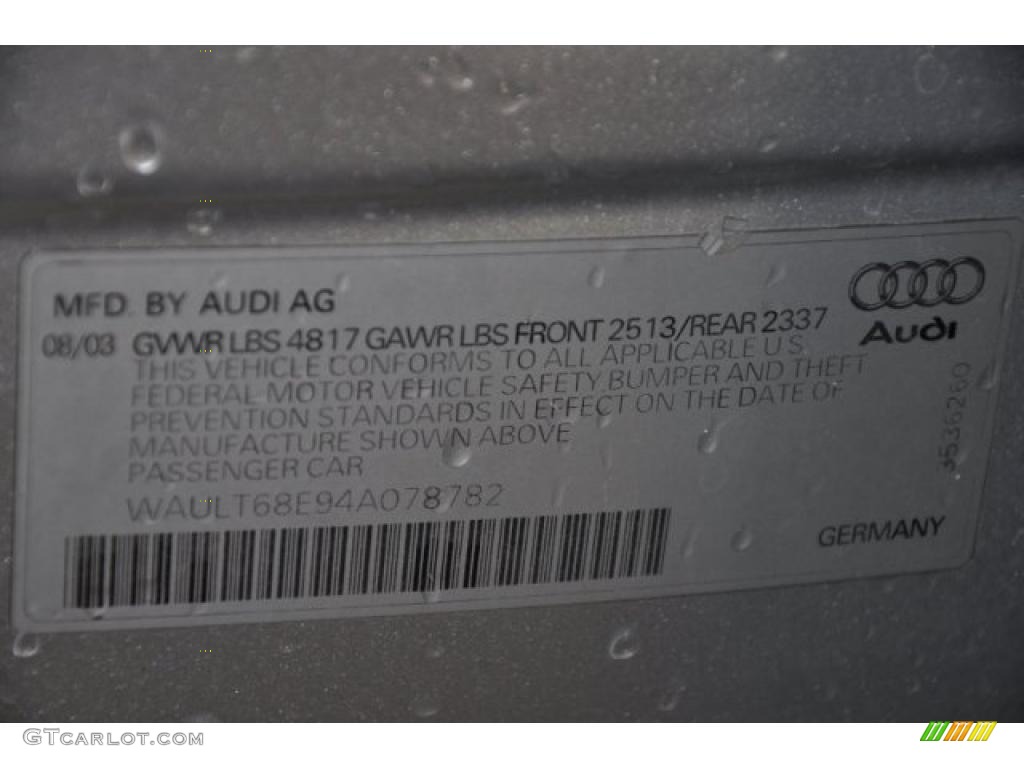 MFD. BY AUDI AG
08/03 GVWR LBS 4817 GAWR LBS FRONT 2513/REAR 2337
THIS VEHICLE CONFORMS TO ALL APPLICABLE U.S.
FEDERAL MOTOR VEHICLE SAFETY, BUMPER AND THEFT
PREVENTION STANDARDS IN EFFECT ON THE DATE OF
MANUFACTURE SHOWN ABOVE
PASSENGER CAR
WAULT68E94A078782
Audi
GERMANY
GTCARLOT.COM